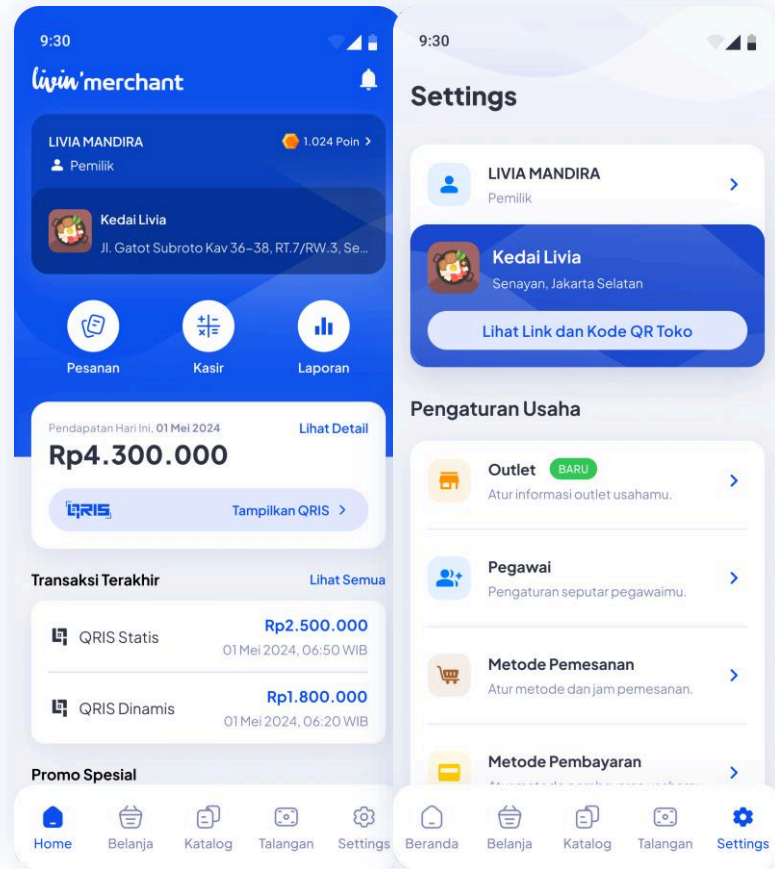 9:30
livin'merchant
LIVIA MANDIRA
1.024 Poin
Pemilik
Kedai Livia
Jl. Gatot Subroto Kav 36-38, RT.7/RW.3, Se...
Pesanan
Kasir
Laporan
Pendapatan Hari Ini, 01 Mei 2024
Lihat Detail
Rp4.300.000
QRIS
Tampilkan QRIS
Transaksi Terakhir
Lihat Semua
QRIS Statis
Rp2.500.000
01 Mei 2024, 06:50 WIB
QRIS Dinamis
Rp1.800.000
01 Mei 2024, 06:20 WIB
Promo Spesial
Home
Belanja
Katalog
Talangan
Settings
9:30
Settings
LIVIA MANDIRA
Pemilik
Kedai Livia
Senayan, Jakarta Selatan
Lihat Link dan Kode QR Toko
Pengaturan Usaha
Outlet
BARU
Atur informasi outlet usahamu.
Pegawai
Pengaturan seputar pegawaimu.
Metode Pemesanan
Atur metode dan jam pemesanan.
Metode Pembayaran
Beranda
Belanja
Katalog
Talangan
Settings